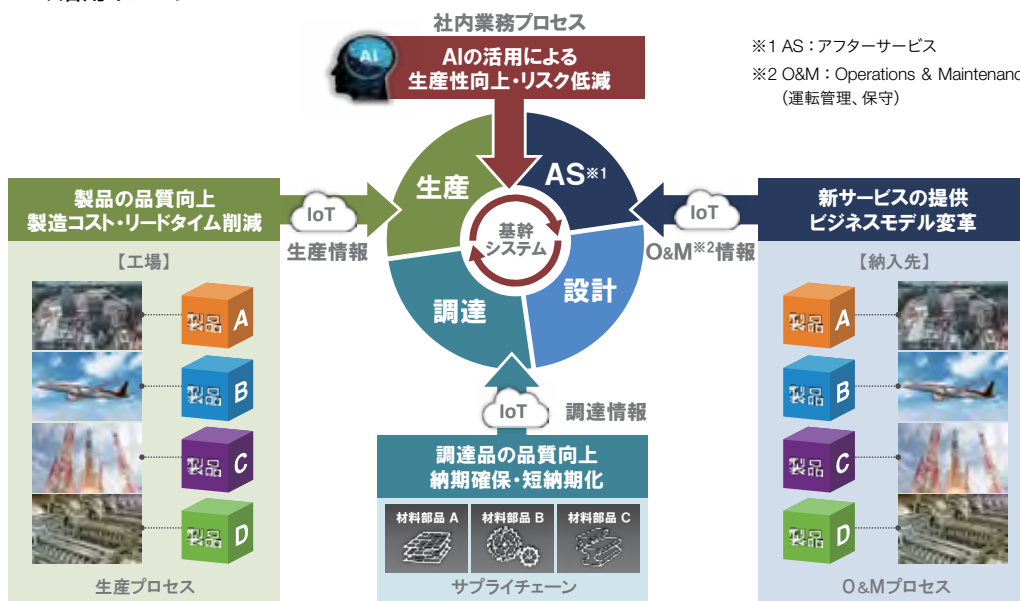 社内業務プロセス
AI
AIの活用による
生産性向上・リスク低減
※1 AS：アフターサービス
※2 O&M：Operations & Maintenanc
（運転管理、保守）
製品の品質向上
製造コスト・リードタイム削減
IoT
生産情報
生産
AS※1
基幹
システム
調達
設計
IoT
O&M※2情報
新サービスの提供
ビジネスモデル変革
【工場】
製品 A
製品 B
製品 C
製品 D
生産プロセス
IoT
調達情報
調達品の品質向上
納期確保・短納期化
材料部品 A
材料部品 B
材料部品 C
サプライチェーン
【納入先】
製品 A
製品 B
製品 C
製品 D
O&Mプロセス